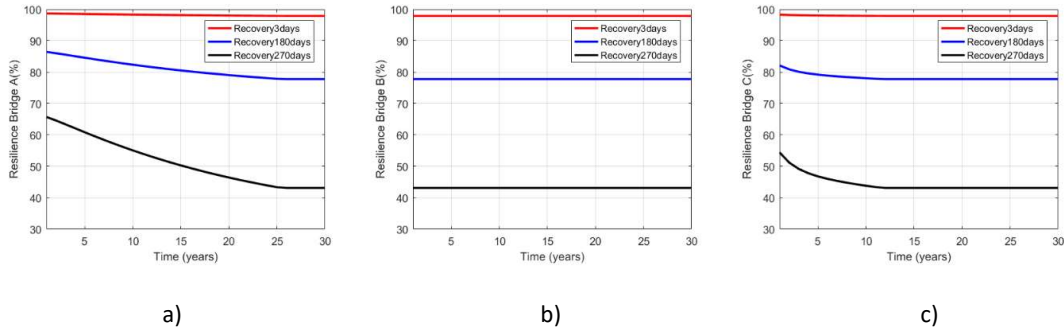 100
90
80
70
60
50
40
30
5
10
15
20
25
30
Resilience Bridge A(%)
Time (years)
Recovery3days
Recovery180days
Recovery270days
100
90
80
70
60
50
40
30
5
10
15
20
25
30
Resilience Bridge B(%)
Time (years)
Recovery3days
Recovery180days
Recovery270days
100
90
80
70
60
50
40
30
5
10
15
20
25
30
Resilience Bridge C(%)
Time (years)
Recovery3days
Recovery180days
Recovery270days
a)
b)
c)